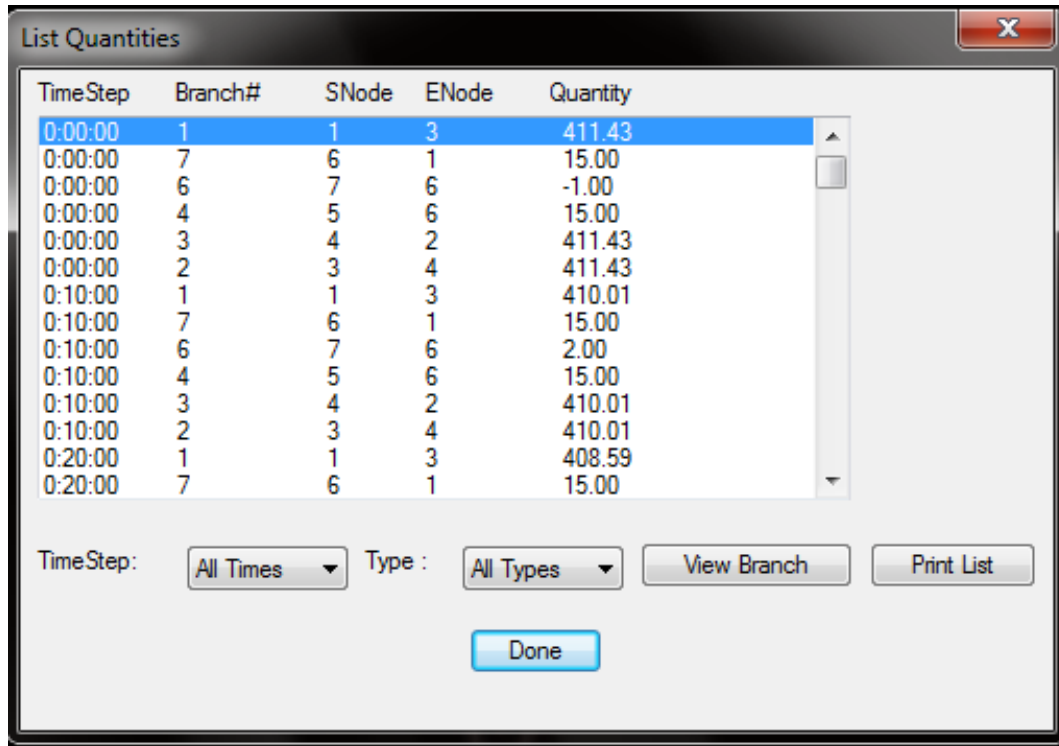 List Quantities
TimeStep Branch# SNode ENode Quantity
0:00:00 1 1 3 411.43
0:00:00 7 6 1 15.00
0:00:00 6 7 6 -1.00
0:00:00 4 5 6 15.00
0:00:00 3 4 2 411.43
0:00:00 2 3 4 411.43
0:10:00 1 1 3 410.01
0:10:00 7 6 1 15.00
0:10:00 6 7 6 2.00
0:10:00 4 5 6 15.00
0:10:00 3 4 2 410.01
0:10:00 2 3 4 410.01
0:20:00 1 1 3 408.59
0:20:00 7 6 1 15.00
TimeStep: All Times Type : All Types View Branch Print List
Done